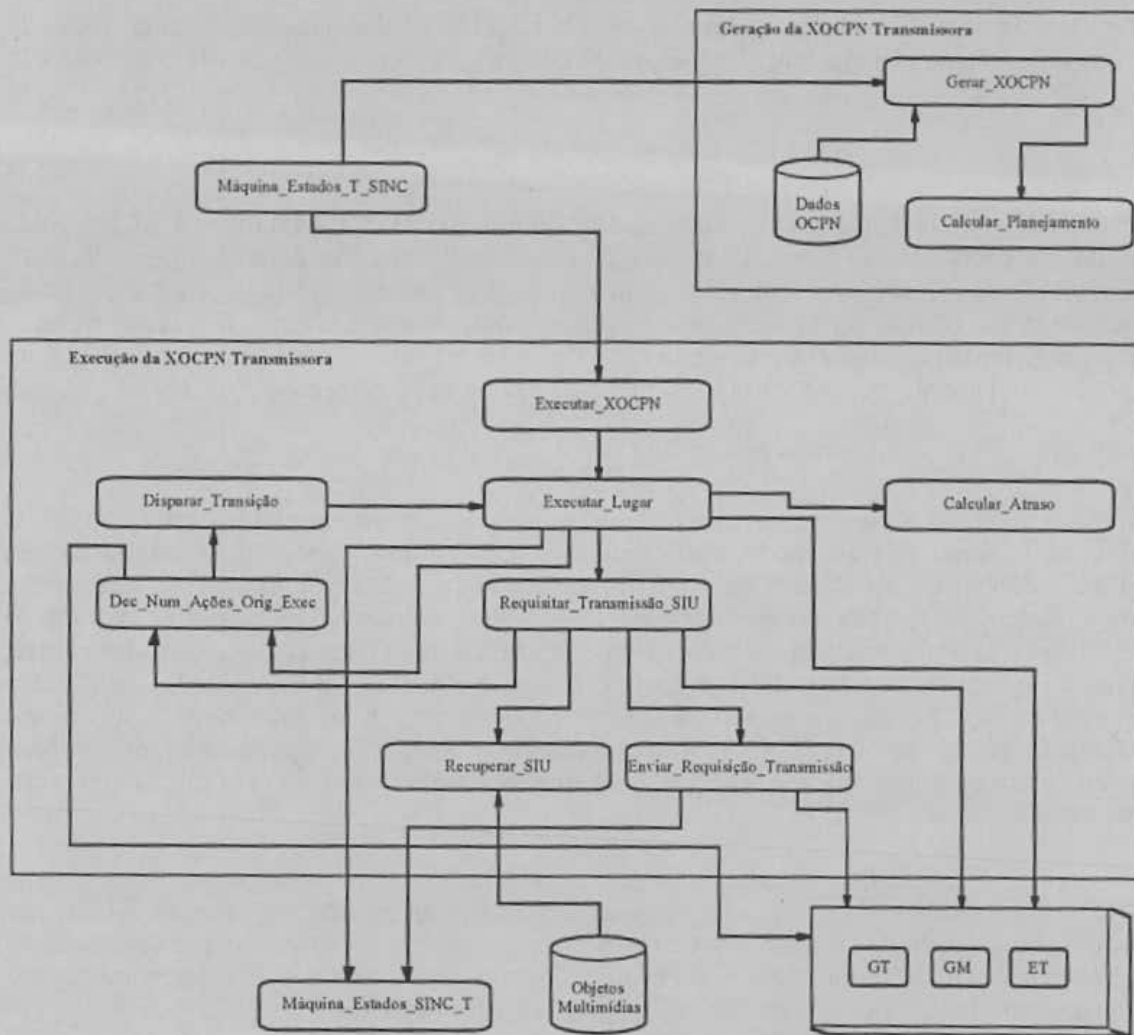 Geração da XOCPN Transmissora
Gerar_XOCPN
Máquina_Estados_T_SINC
Dados
OCPN
Calcular_Planejamento
Execução da XOCPN Transmissora
Executar_XOCPN
Disparar_Transição
Executar_Lugar
Calcular_Atraso
Dec_Num_Ações_Orig_Exec
Requisitar_Transmissão_SIU
Recuperar_SIU
Enviar_Requisição_Transmissão
GT
GM
ET
Objetos
Multimídias
Máquina_Estados_SINC_T